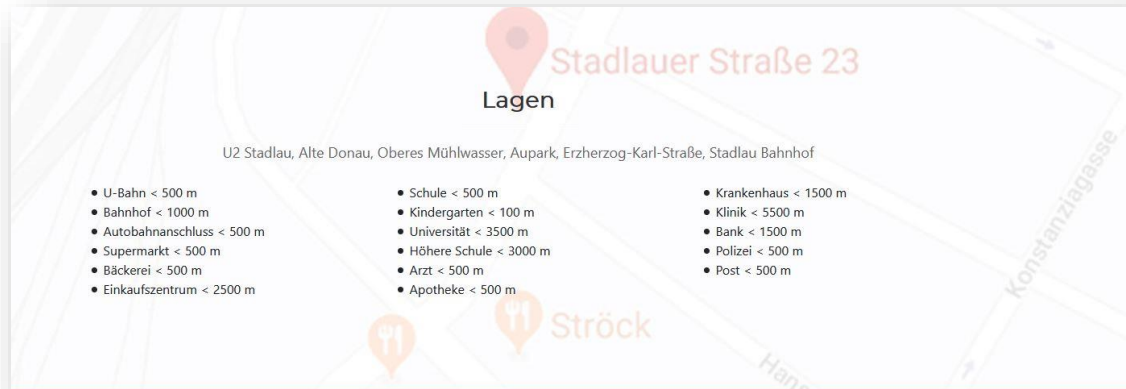 Stadlauer Straße 23
Lagen
U2 Stadlau, Alte Donau, Oberes Mühlwasser, Aupark, Erzherzog-Karl-Straße, Stadlau Bahnhof
U-Bahn < 500 m
Bahnhof < 1000 m
Autobahnanschluss < 500 m
Supermarkt < 500 m
Bäckerei < 500 m
Einkaufszentrum < 2500 m
Schule < 500 m
Kindergarten < 100 m
Universität < 3500 m
Höhere Schule < 3000 m
Arzt < 500 m
Apotheke < 500 m
Krankenhaus < 1500 m
Klinik < 5500 m
Bank < 1500 m
Polizei < 500 m
Post < 500 m
Konstanziagasse
Ströck